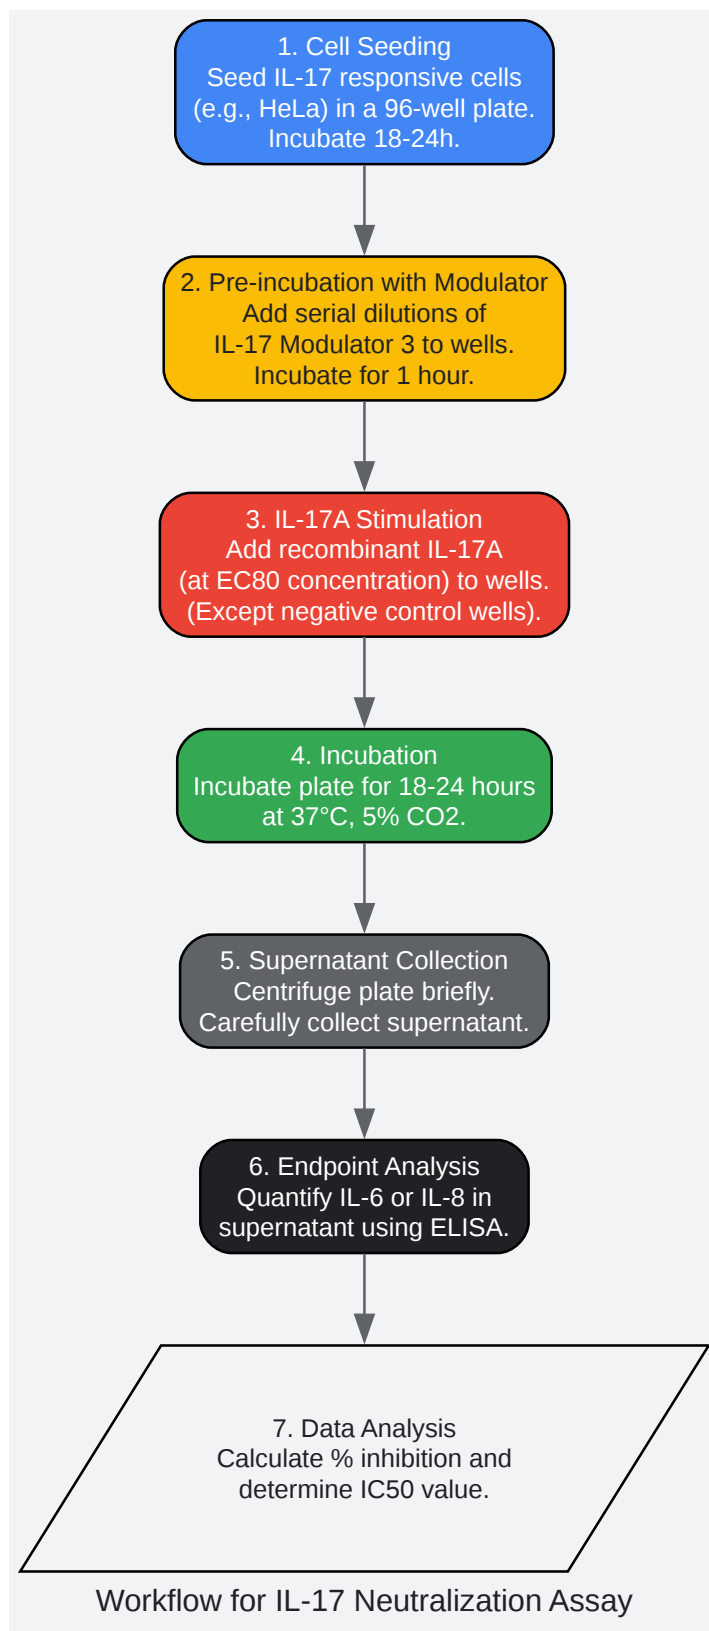 1. Cell Seeding
Seed IL-17 responsive cells
(e.g., HeLa) in a 96-well plate.
Incubate 18-24h.
2. Pre-incubation with Modulator
Add serial dilutions of
IL-17 Modulator 3 to wells.
Incubate for 1 hour.
3. IL-17A Stimulation
Add recombinant IL-17A
(at EC80 concentration) to wells.
(Except negative control wells).
4. Incubation
Incubate plate for 18-24 hours
at 37°C, 5% CO2.
5. Supernatant Collection
Centrifuge plate briefly.
Carefully collect supernatant.
6. Endpoint Analysis
Quantify IL-6 or IL-8 in
supernatant using ELISA.
7. Data Analysis
Calculate % inhibition and
determine IC50 value.
Workflow for IL-17 Neutralization Assay